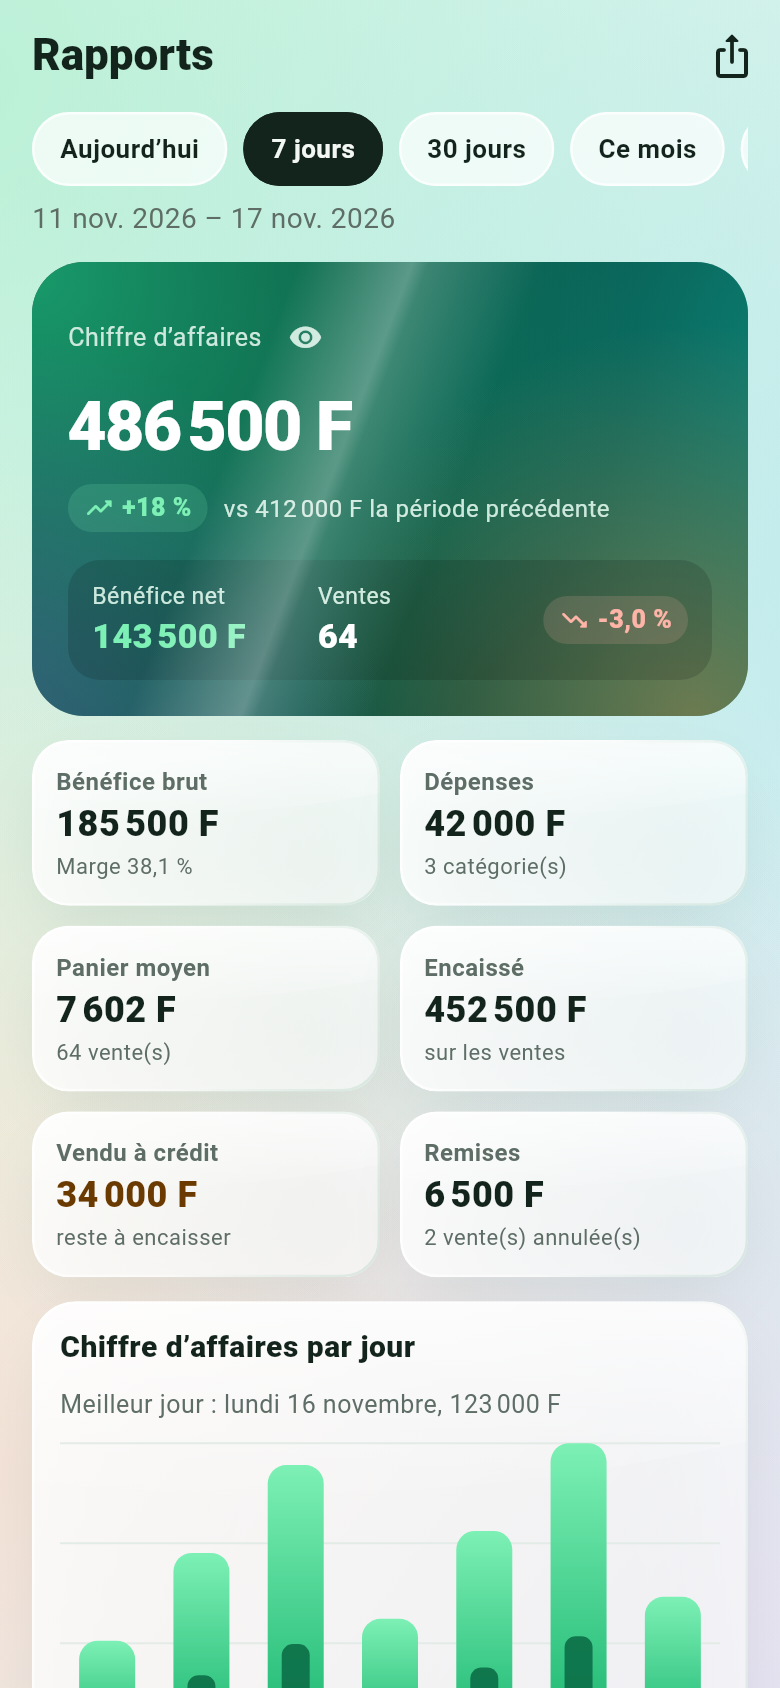 Rapports
Aujourd’hui
7 jours
30 jours
Ce mois
11 nov. 2026 – 17 nov. 2026
Chiffre d’affaires
486 500 F
+18 %
vs 412 000 F la période précédente
Bénéfice net
Ventes
143 500 F
64
-3,0 %
Bénéfice brut
185 500 F
Marge 38,1 %
Dépenses
42 000 F
3 catégorie(s)
Panier moyen
7 602 F
64 vente(s)
Encaissé
452 500 F
sur les ventes
Vendu à crédit
34 000 F
reste à encaisser
Remises
6 500 F
2 vente(s) annulée(s)
Chiffre d’affaires par jour
Meilleur jour : lundi 16 novembre, 123 000 F